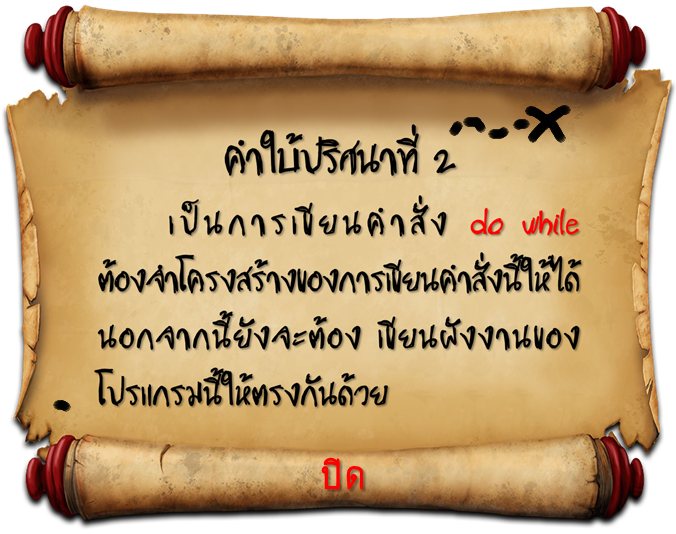 คำใบ้ปริศนาที่ 2
เป็นการเขียนคำสั่ง do while
ต้องจำโครงสร้างของการเขียนคำสั่งนี้ให้ได้
นอกจากนี้ยังจะต้อง เขียนผังงานของ
โปรแกรมนี้ให้ตรงกันด้วย
ปิด